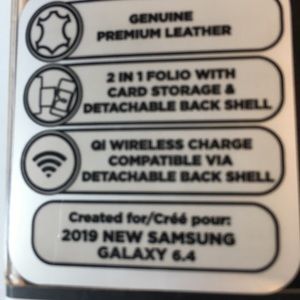 GENUINE
PREMIUM LEATHER
2 IN 1 FOLIO WITH
CARD STORAGE &
DETACHABLE BACK SHELL
QI WIRELESS CHARGE
COMPATIBLE VIA
DETACHABLE BACK SHELL
Created for/Créé pour:
2019 NEW SAMSUNG
GALAXY 6.4